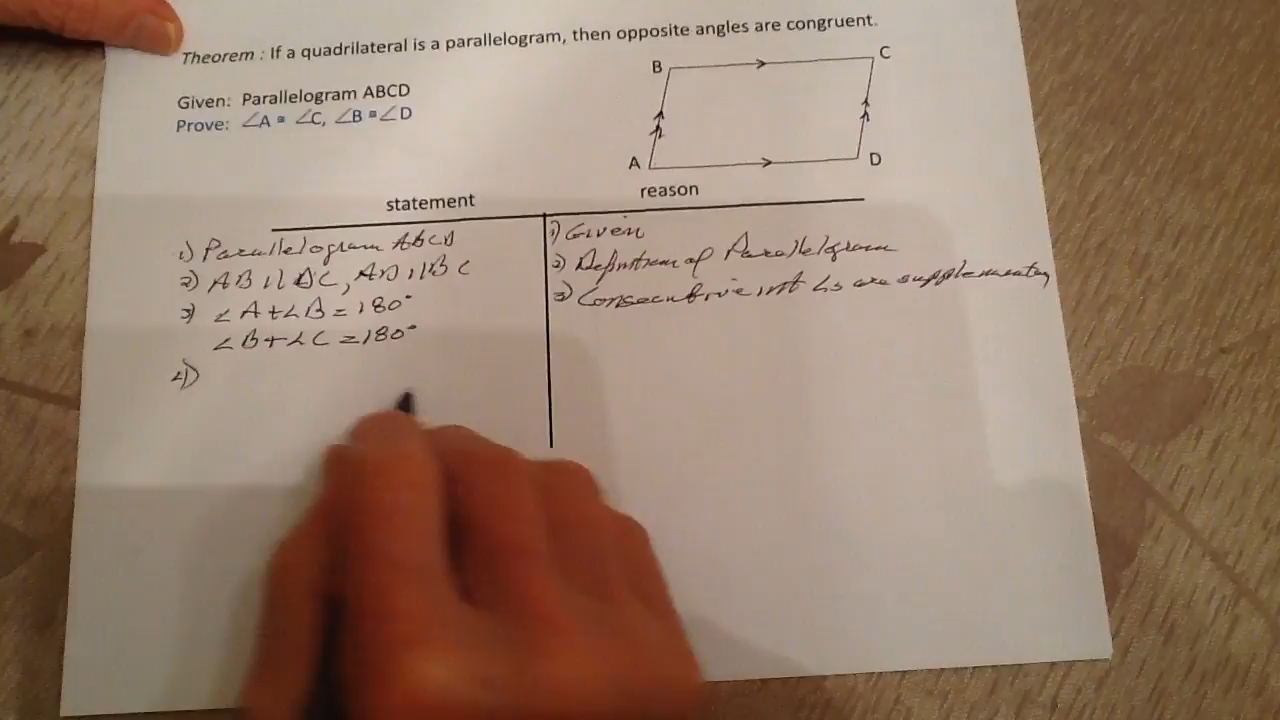 Theorem : If a quadrilateral is a parallelogram, then opposite angles are congruent.
Given: Parallelogram ABCD
Prove: ∠A ≅ ∠C, ∠B ≅ ∠D
B
C
A
D
statement
reason
1) Parallelogram ABCD
1) Given
2) AB || DC, AD || BC
2) Definition of Parallelogram
3) ∠A+∠B=180°
3) Consecutive int ∠s are supplementary
∠B+∠C=180°
4)